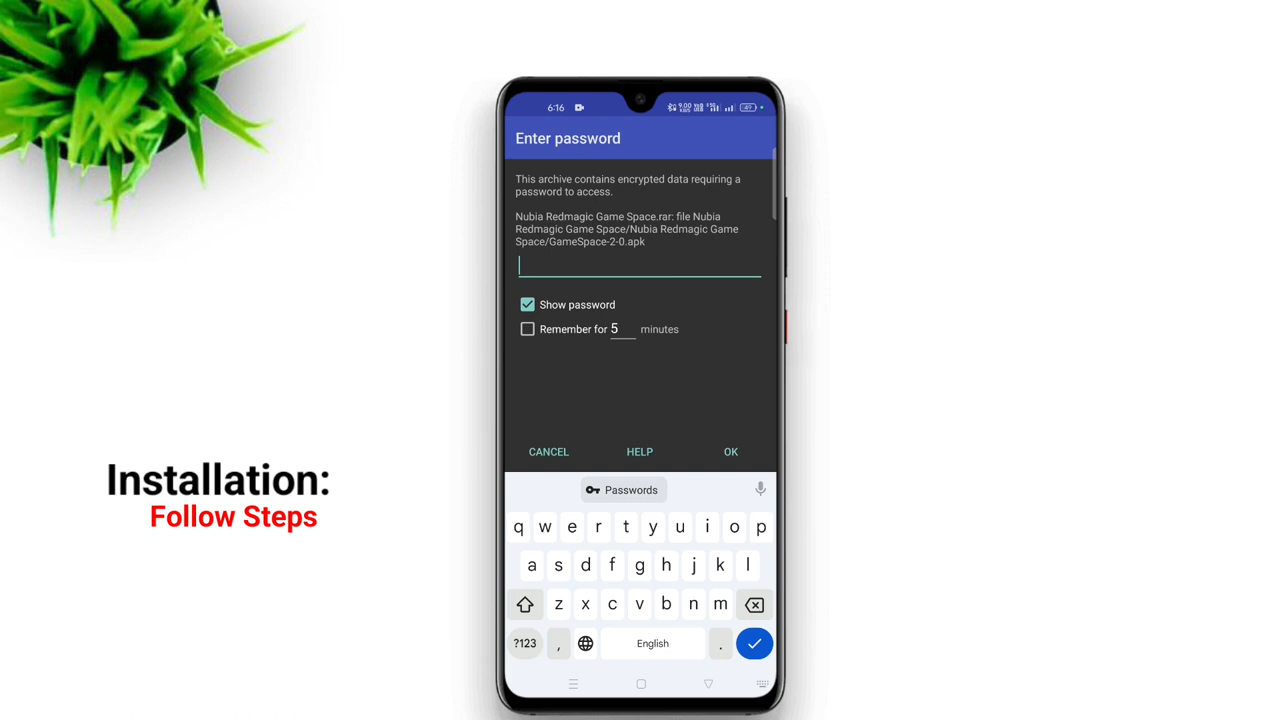 6:16
Enter password
This archive contains encrypted data requiring a
password to access.
Nubia Redmagic Game Space.rar: file Nubia
Redmagic Game Space/Nubia Redmagic Game
Space/GameSpace-2-0.apk
Show password
Remember for 5 minutes
CANCEL HELP OK
Installation:
Follow Steps
Passwords
q w e r t y u i o p
a s d f g h j k l
z x c v b n m
?123 , English .